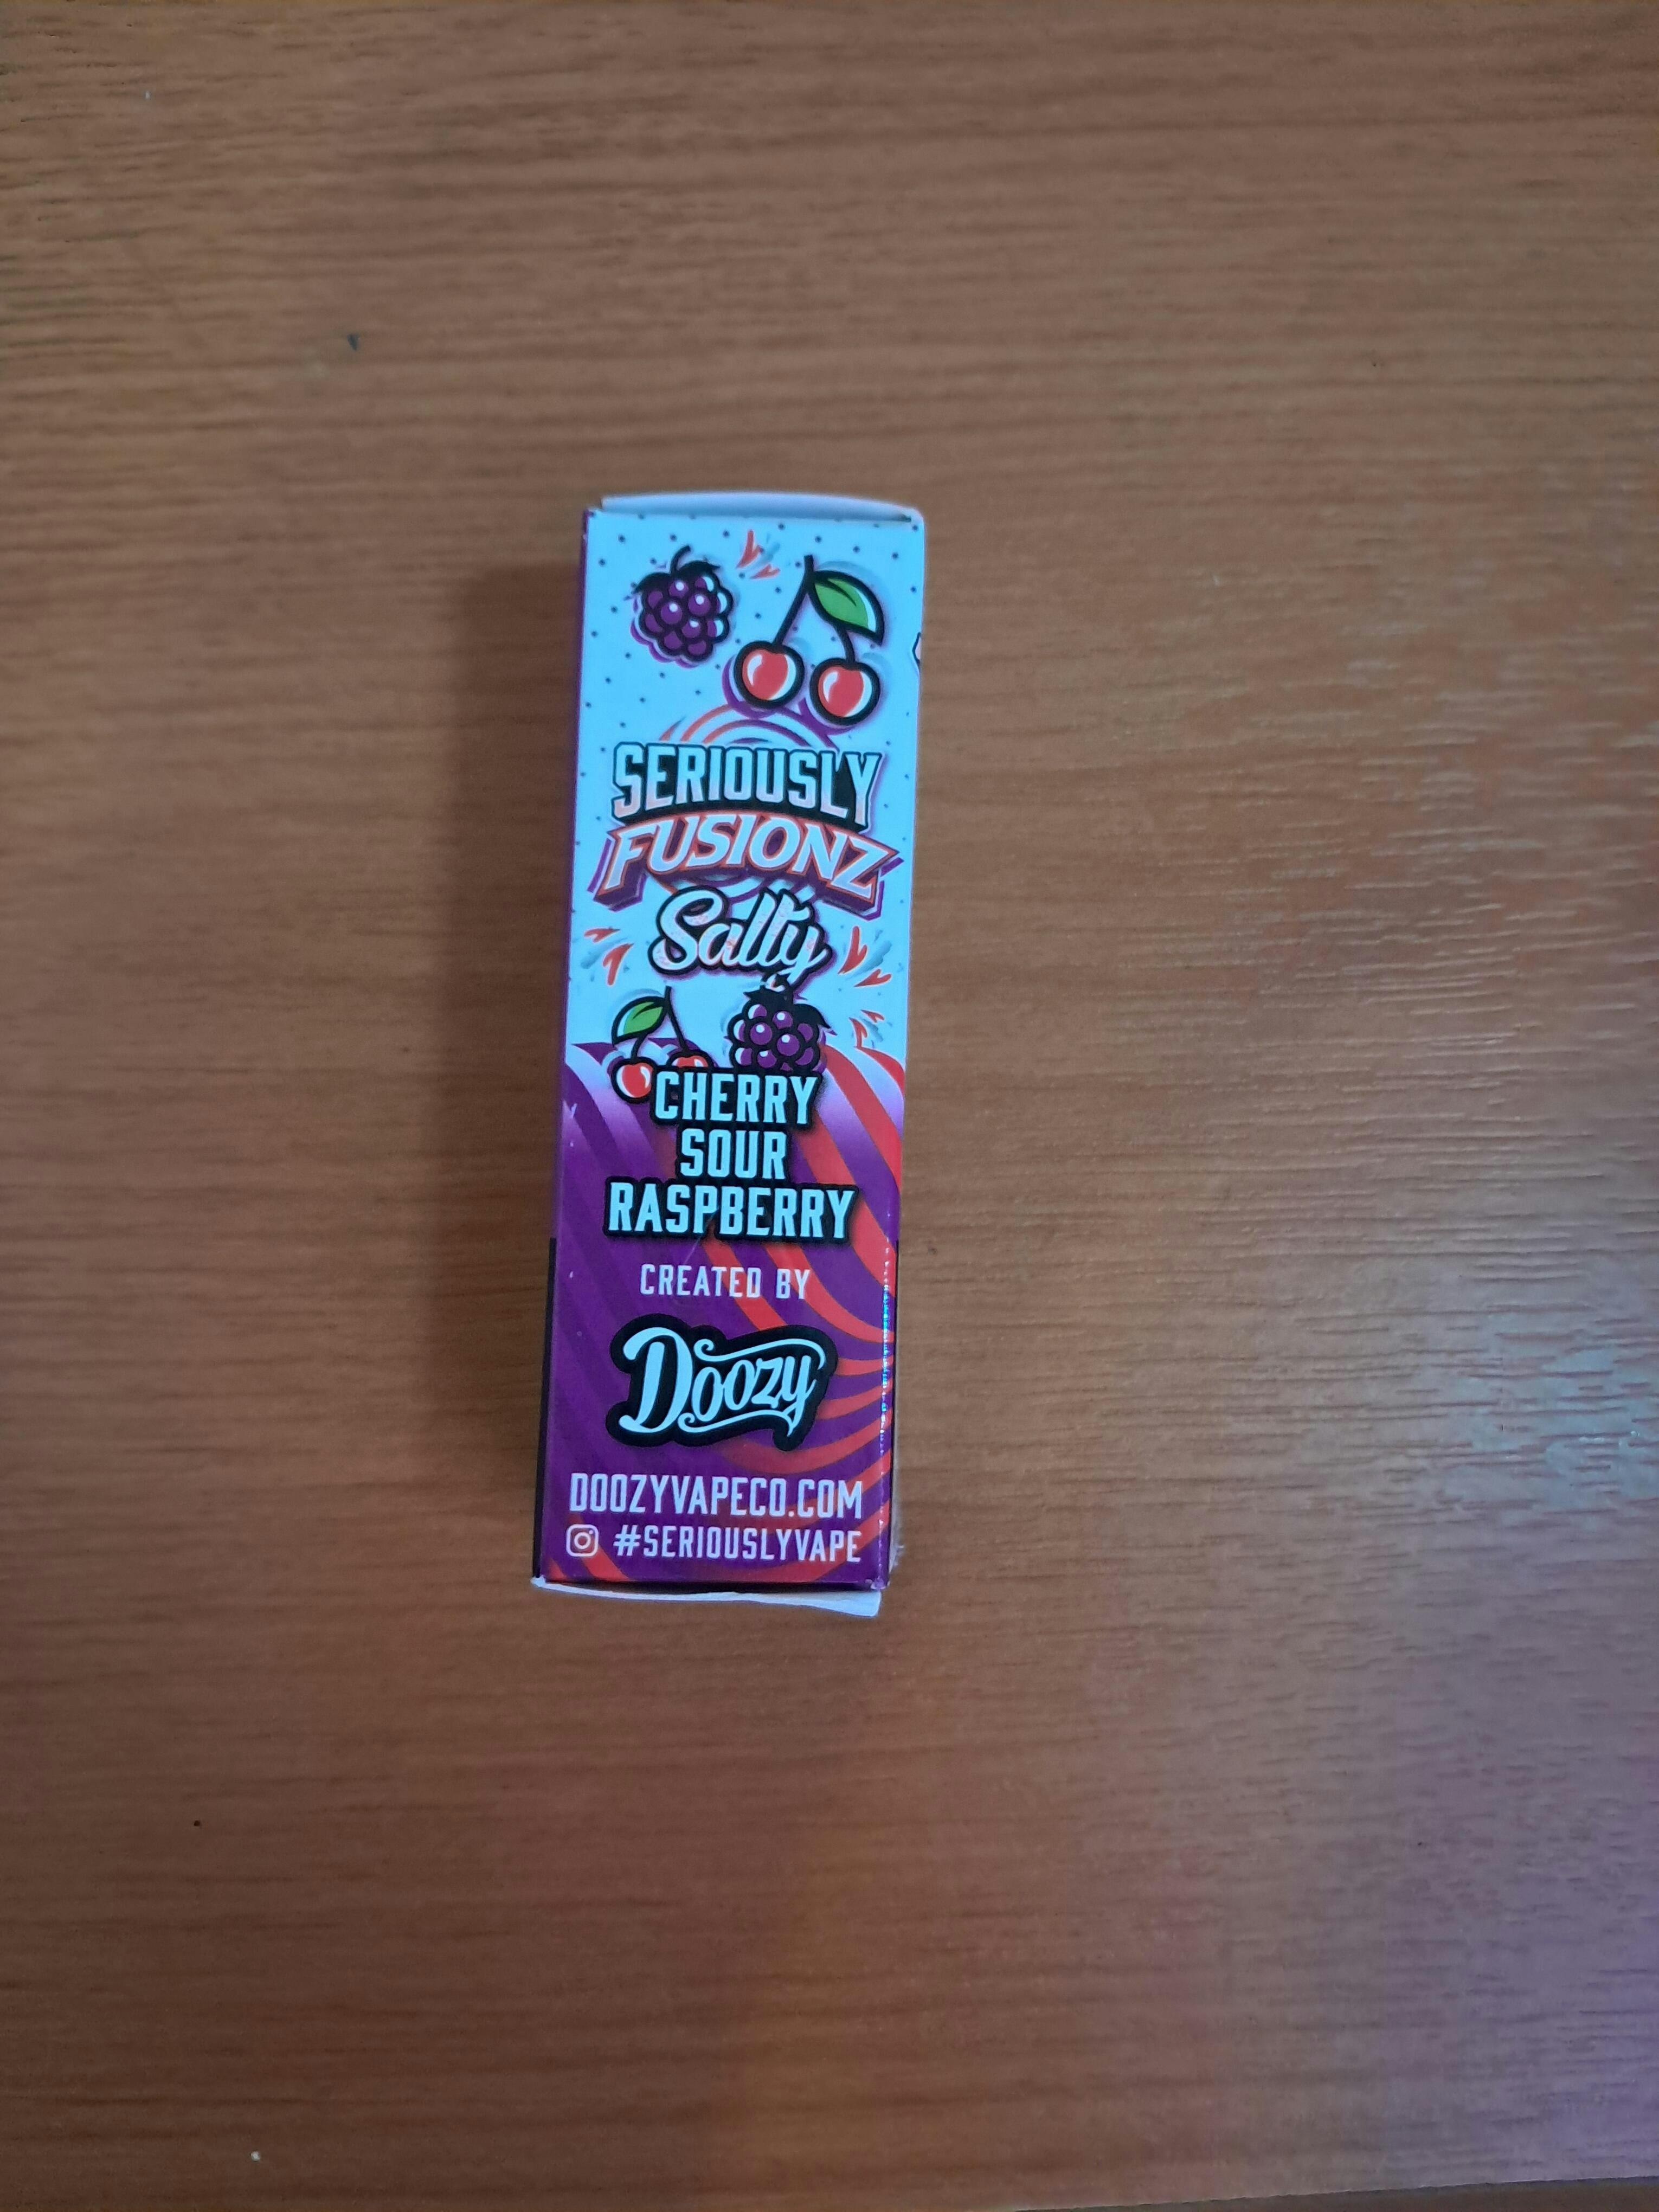 SERIOUSLY
FUSIONZ
Salty
CHERRY
SOUR
RASPBERRY
CREATED BY
Doozy
DOOZYVAPECO.COM
#SERIOUSLYVAPE